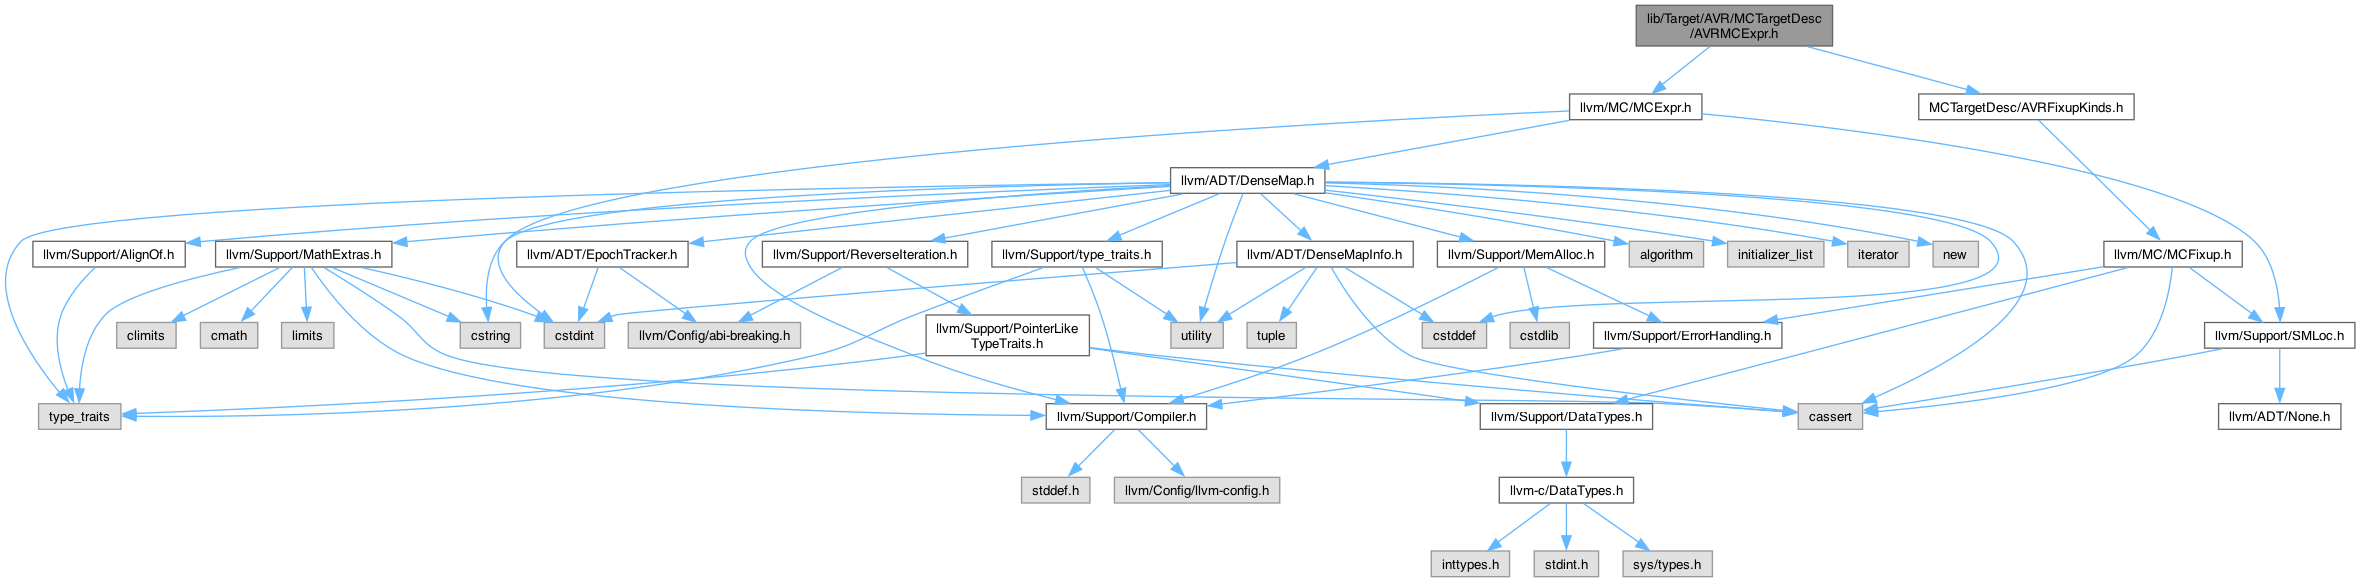 lib/Target/AVR/MCTargetDesc
/AVRMCExpr.h
llvm/MC/MCExpr.h
MCTargetDesc/AVRFixupKinds.h
llvm/ADT/DenseMap.h
llvm/Support/AlignOf.h
llvm/Support/MathExtras.h
llvm/ADT/EpochTracker.h
llvm/Support/ReverseIteration.h
llvm/Support/type_traits.h
llvm/ADT/DenseMapInfo.h
llvm/Support/MemAlloc.h
algorithm
initializer_list
iterator
new
llvm/MC/MCFixup.h
climits
cmath
limits
cstring
cstdint
llvm/Config/abi-breaking.h
llvm/Support/PointerLike
TypeTraits.h
utility
tuple
cstddef
cstdlib
llvm/Support/ErrorHandling.h
llvm/Support/SMLoc.h
type_traits
llvm/Support/Compiler.h
llvm/Support/DataTypes.h
cassert
llvm/ADT/None.h
stddef.h
llvm/Config/llvm-config.h
llvm-c/DataTypes.h
inttypes.h
stdint.h
sys/types.h